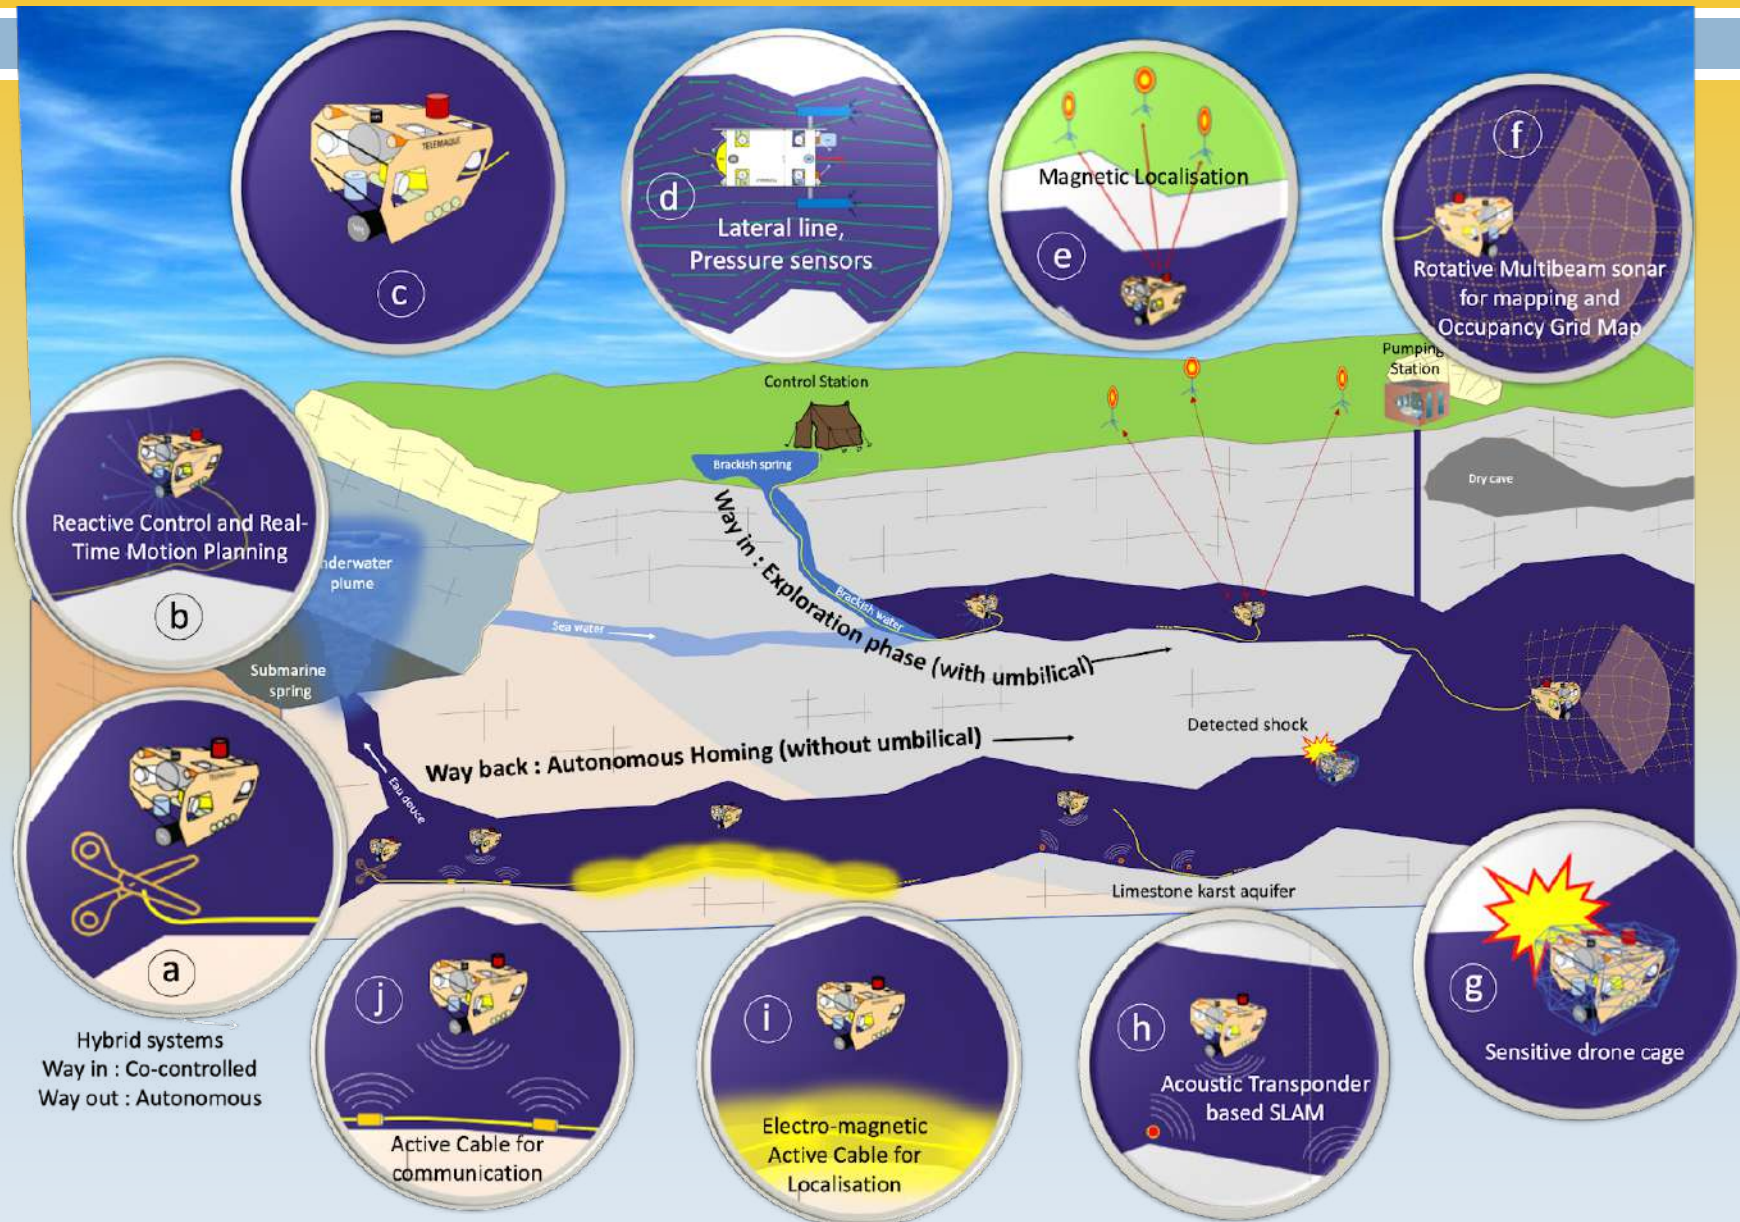 c
TELEMAQUE
d
Lateral line,
Pressure sensors
Magnetic Localisation
e
f
Rotative Multibeam sonar
for mapping and
Occupancy Grid Map
Pumping
Station
Control Station
Brackish spring
Dry cave
Reactive Control and Real-
Time Motion Planning
b
nderwater
plume
Way in : Exploration phase (with umbilical)
Brackish water
Sea water
Submarine
spring
Detected shock
Way back : Autonomous Homing (without umbilical)
Eau douce
Limestone karst aquifer
a
Hybrid systems
Way in : Co-controlled
Way out : Autonomous
j
Active Cable for
communication
i
Electro-magnetic
Active Cable for
Localisation
h
Acoustic Transponder
based SLAM
g
Sensitive drone cage